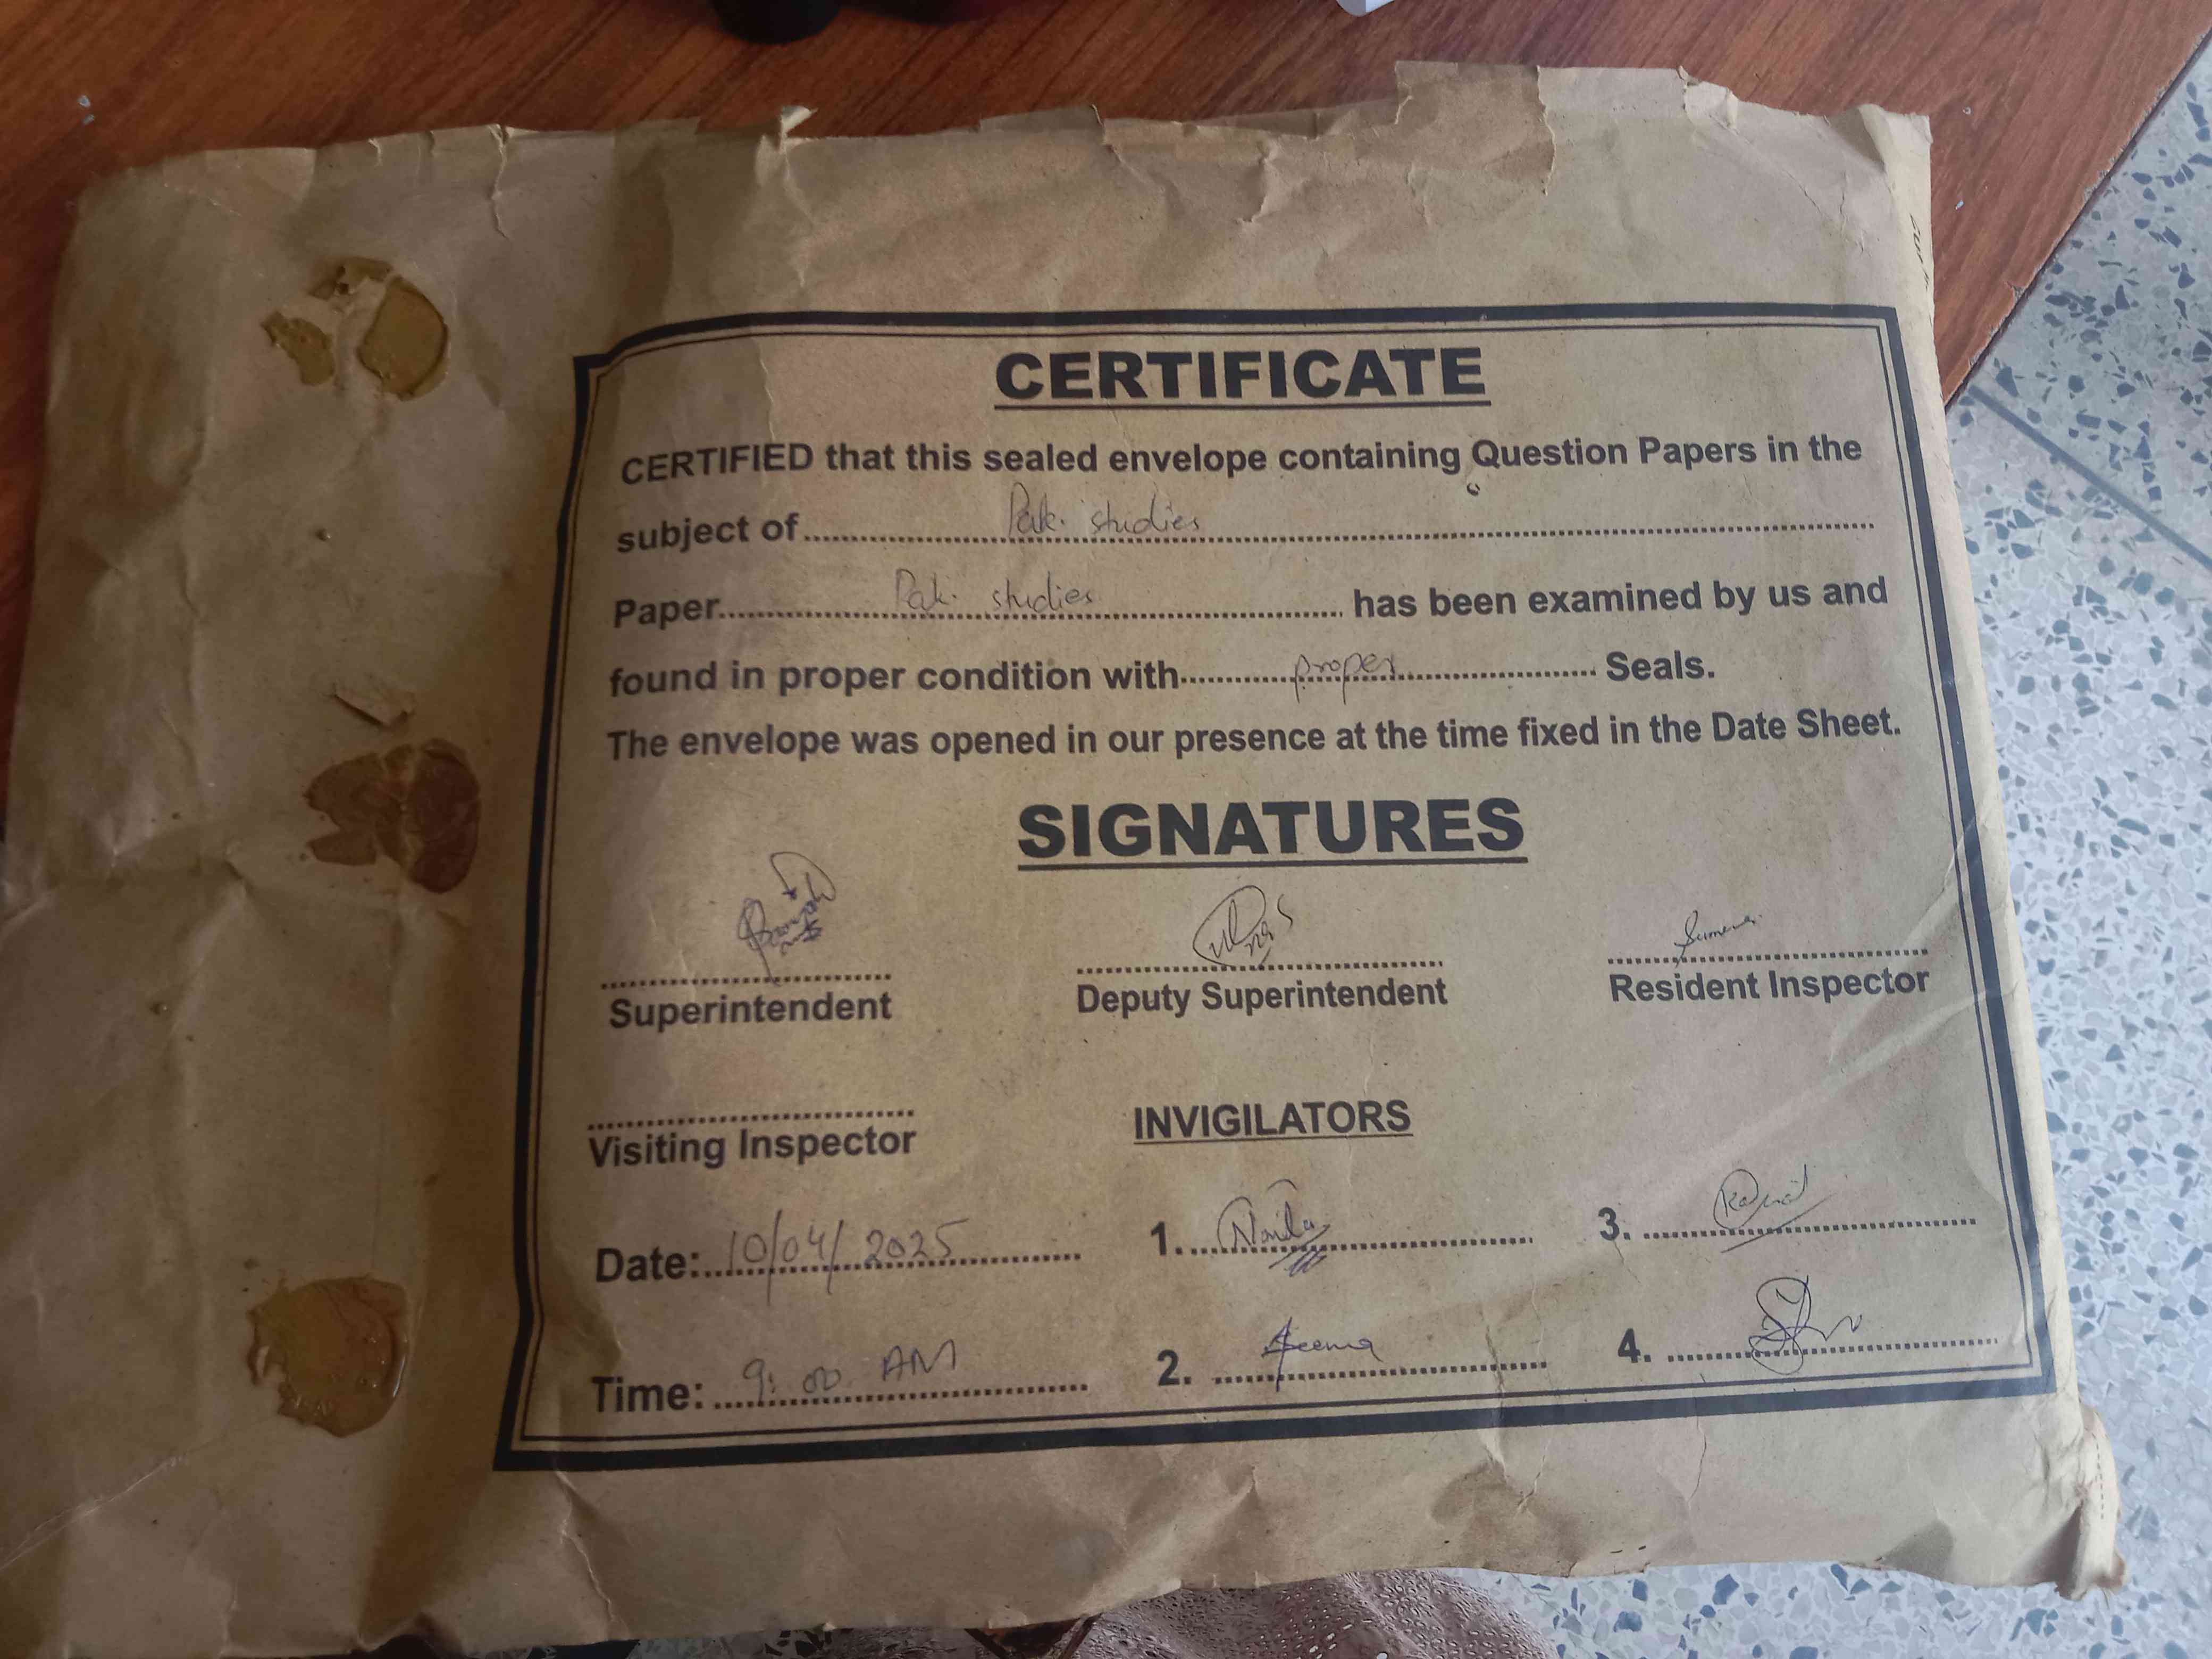 CERTIFICATE
CERTIFIED that this sealed envelope containing Question Papers in the
subject of Pak. studies
Paper Pak. studies has been examined by us and
found in proper condition with proper Seals.
The envelope was opened in our presence at the time fixed in the Date Sheet.
SIGNATURES
Superintendent
Deputy Superintendent
Resident Inspector
Visiting Inspector
INVIGILATORS
Date: 10/04/2025
1.
3.
Time: 9:00 AM
2.
4.